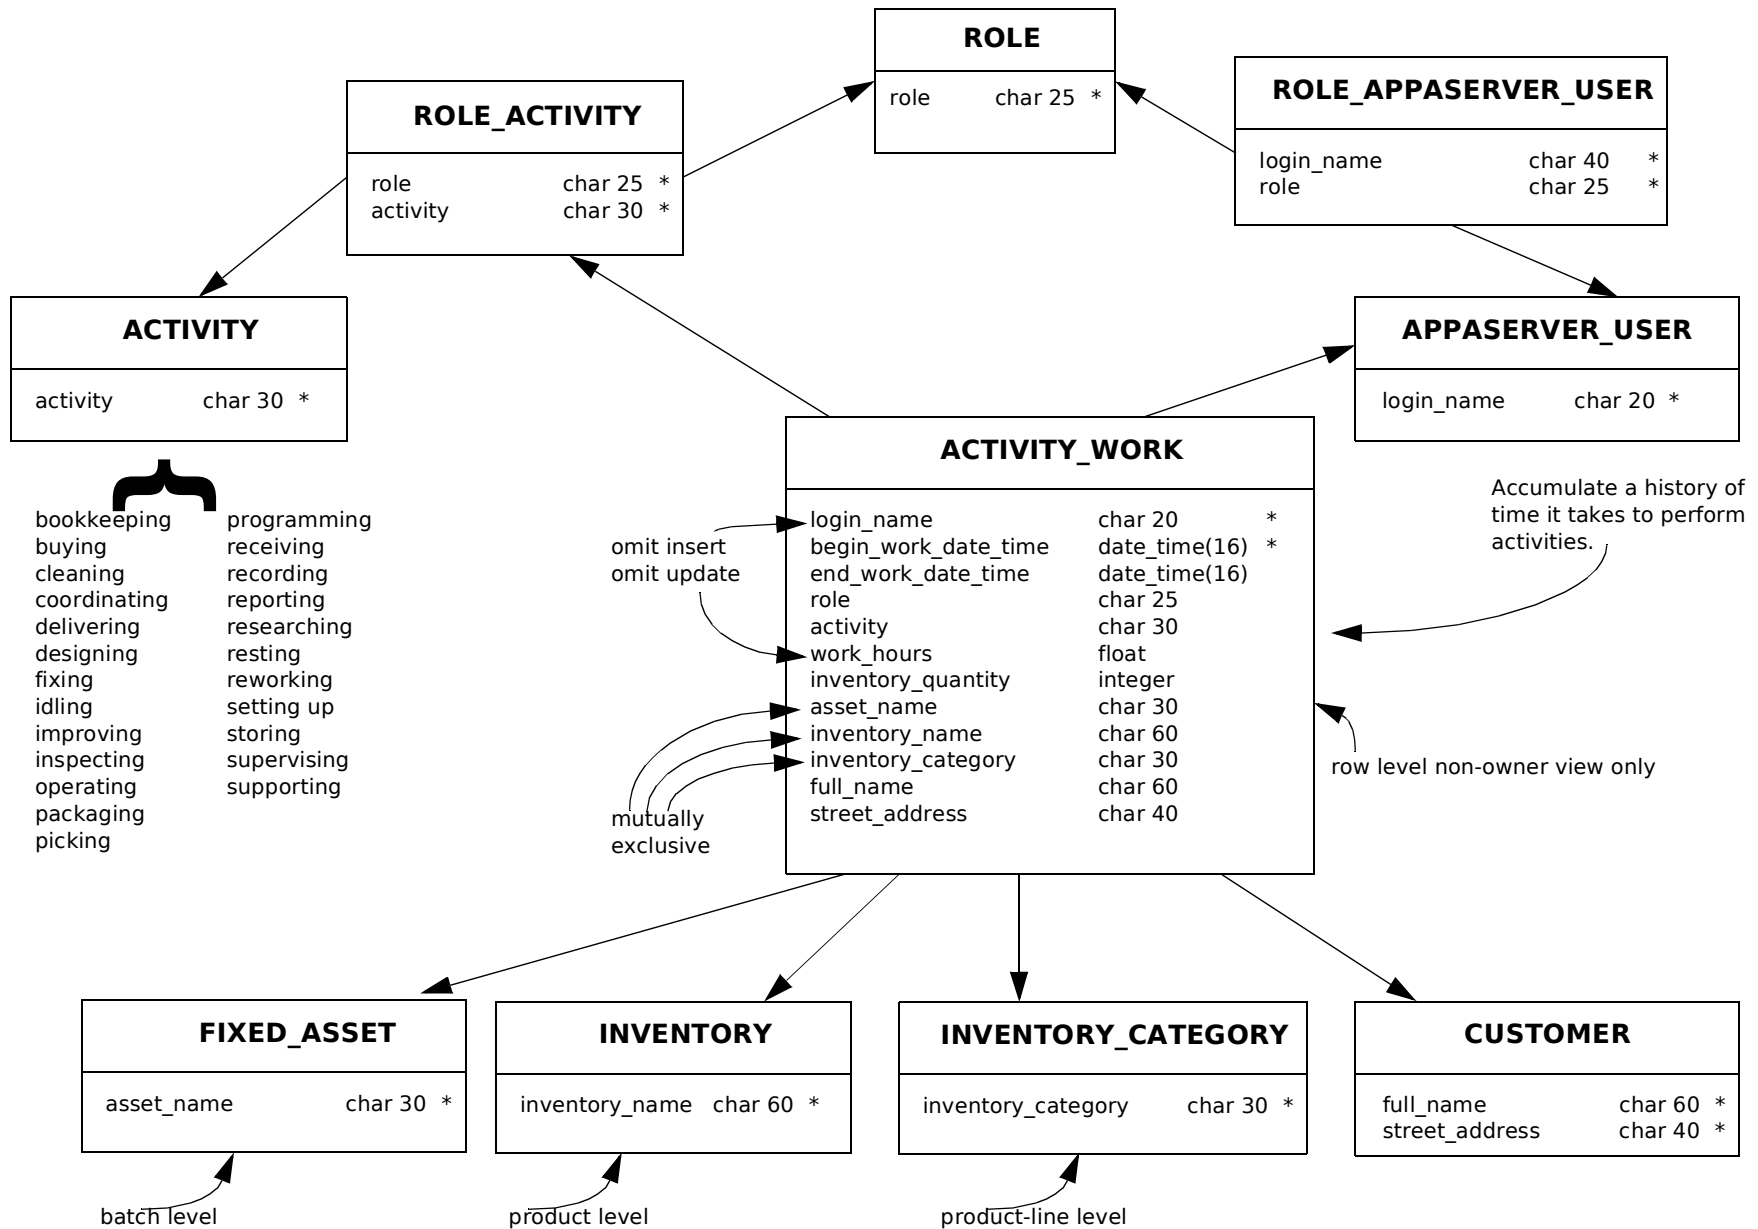 ROLE
role char 25 *
ROLE_APPASERVER_USER
login_name char 40 *
role char 25 *
ROLE_ACTIVITY
role char 25 *
activity char 30 *
ACTIVITY
activity char 30 *
APPASERVER_USER
login_name char 20 *
bookkeeping programming
buying receiving
cleaning recording
coordinating reporting
delivering researching
designing resting
fixing reworking
idling setting up
improving storing
inspecting supervising
operating supporting
packaging
picking
omit insert
omit update
mutually
exclusive
ACTIVITY_WORK
login_name char 20 *
begin_work_date_time date_time(16) *
end_work_date_time date_time(16)
role char 25
activity char 30
work_hours float
inventory_quantity integer
asset_name char 30
inventory_name char 60
inventory_category char 30
full_name char 60
street_address char 40
Accumulate a history of
time it takes to perform
activities.
row level non-owner view only
FIXED_ASSET
asset_name char 30 *
batch level
INVENTORY
inventory_name char 60 *
product level
INVENTORY_CATEGORY
inventory_category char 30 *
product-line level
CUSTOMER
full_name char 60 *
street_address char 40 *